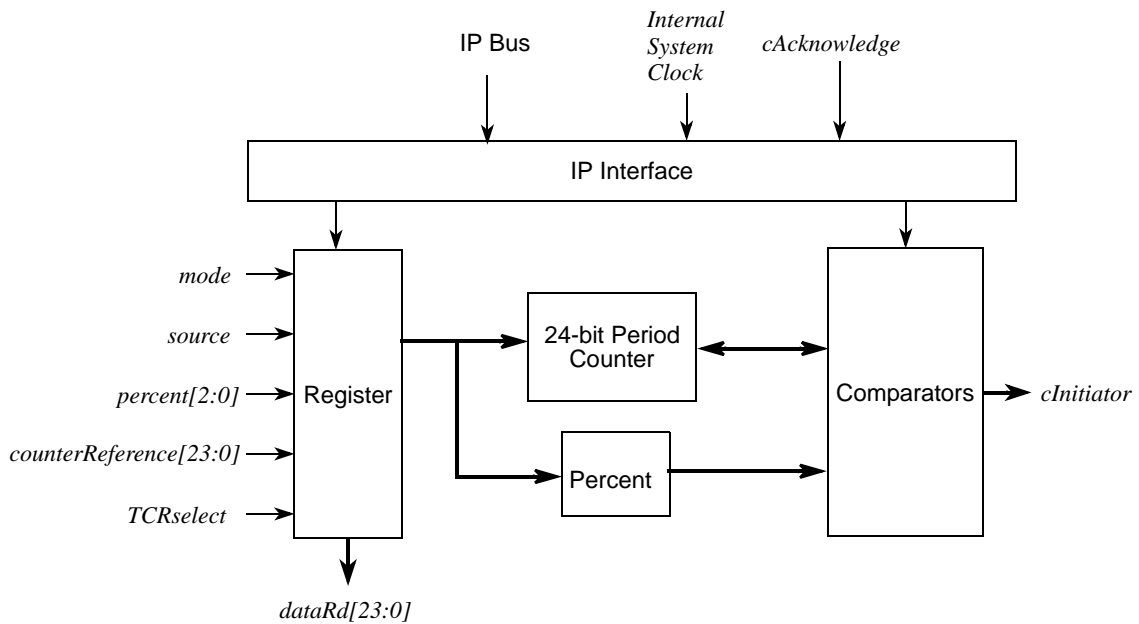 IP Bus
Internal
System
Clock
cAcknowledge
IP Interface
mode
source
percent[2:0]
counterReference[23:0]
TCRselect
Register
24-bit Period
Counter
Percent
Comparators
cInitiator
dataRd[23:0]